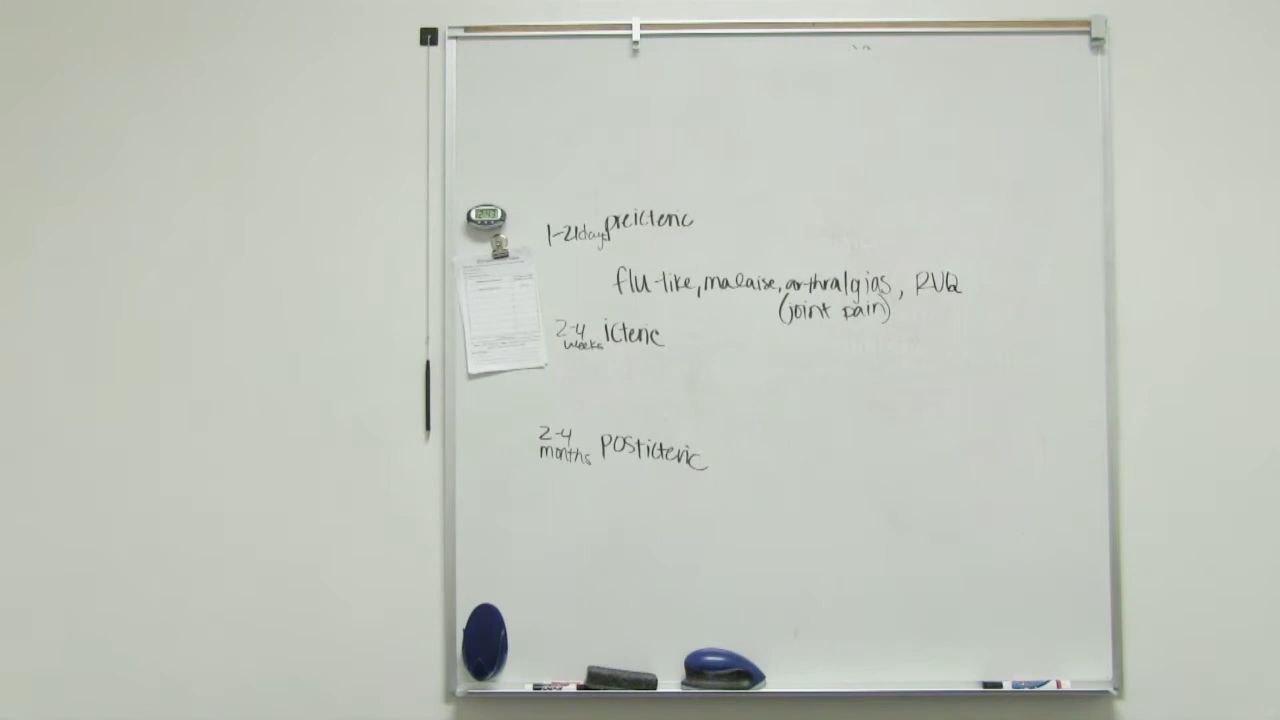 1-21days preicteric
flu-like, malaise, arthralgias, RUQ
(joint pain)
2-4 weeks icteric
2-4 months posticteric